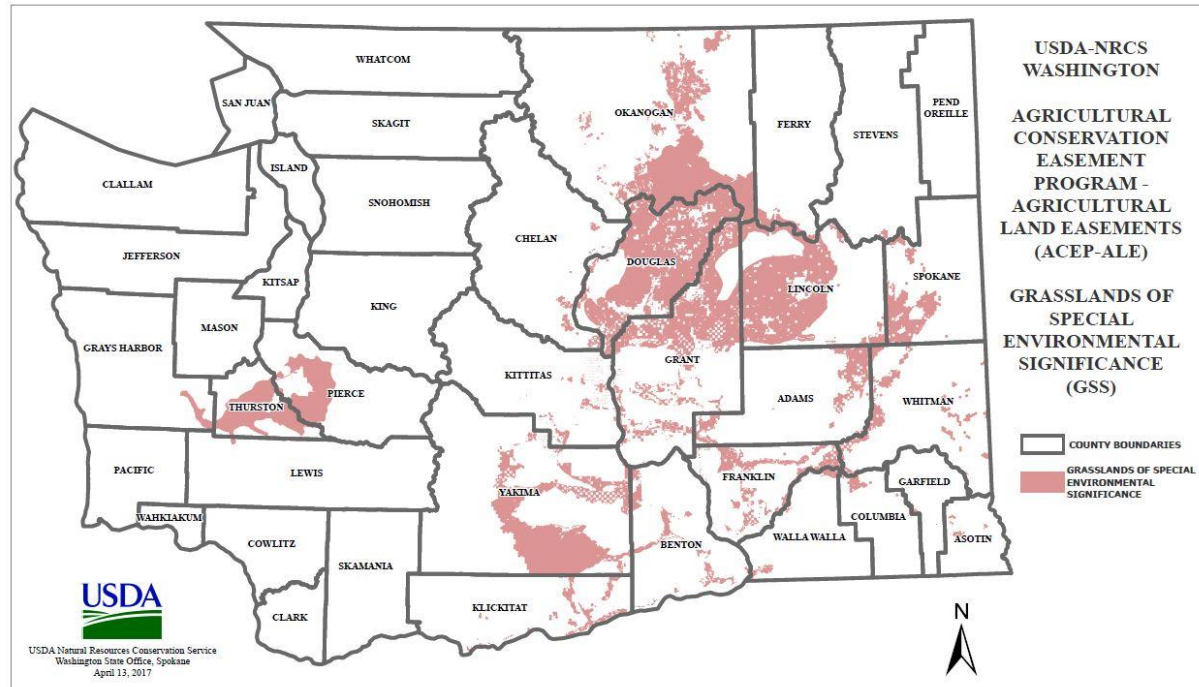 USDA-NRCS
WASHINGTON
AGRICULTURAL
CONSERVATION
EASEMENT
PROGRAM -
AGRICULTURAL
LAND EASEMENTS
(ACEP-ALE)
GRASSLANDS OF
SPECIAL
ENVIRONMENTAL
SIGNIFICANCE
(GSS)
COUNTY BOUNDARIES
GRASSLANDS OF SPECIAL
ENVIRONMENTAL
SIGNIFICANCE
WHATCOM
SAN JUAN
SKAGIT
ISLAND
CLALLAM
SNOHOMISH
JEFFERSON
KITSAP
CHELAN
KING
MASON
GRAYS HARBOR
THURSTON
PIERCE
KITTITAS
PACIFIC
LEWIS
WAHKIAKUM
COWLITZ
SKAMANIA
CLARK
YAKIMA
KLICKITAT
BENTON
OKANOGAN
FERRY
STEVENS
PEND
OREILLE
DOUGLAS
LINCOLN
SPOKANE
GRANT
ADAMS
WHITMAN
FRANKLIN
WALLA WALLA
COLUMBIA
GARFIELD
ASOTIN
N
USDA
USDA Natural Resources Conservation Service
Washington State Office, Spokane
April 13, 2017